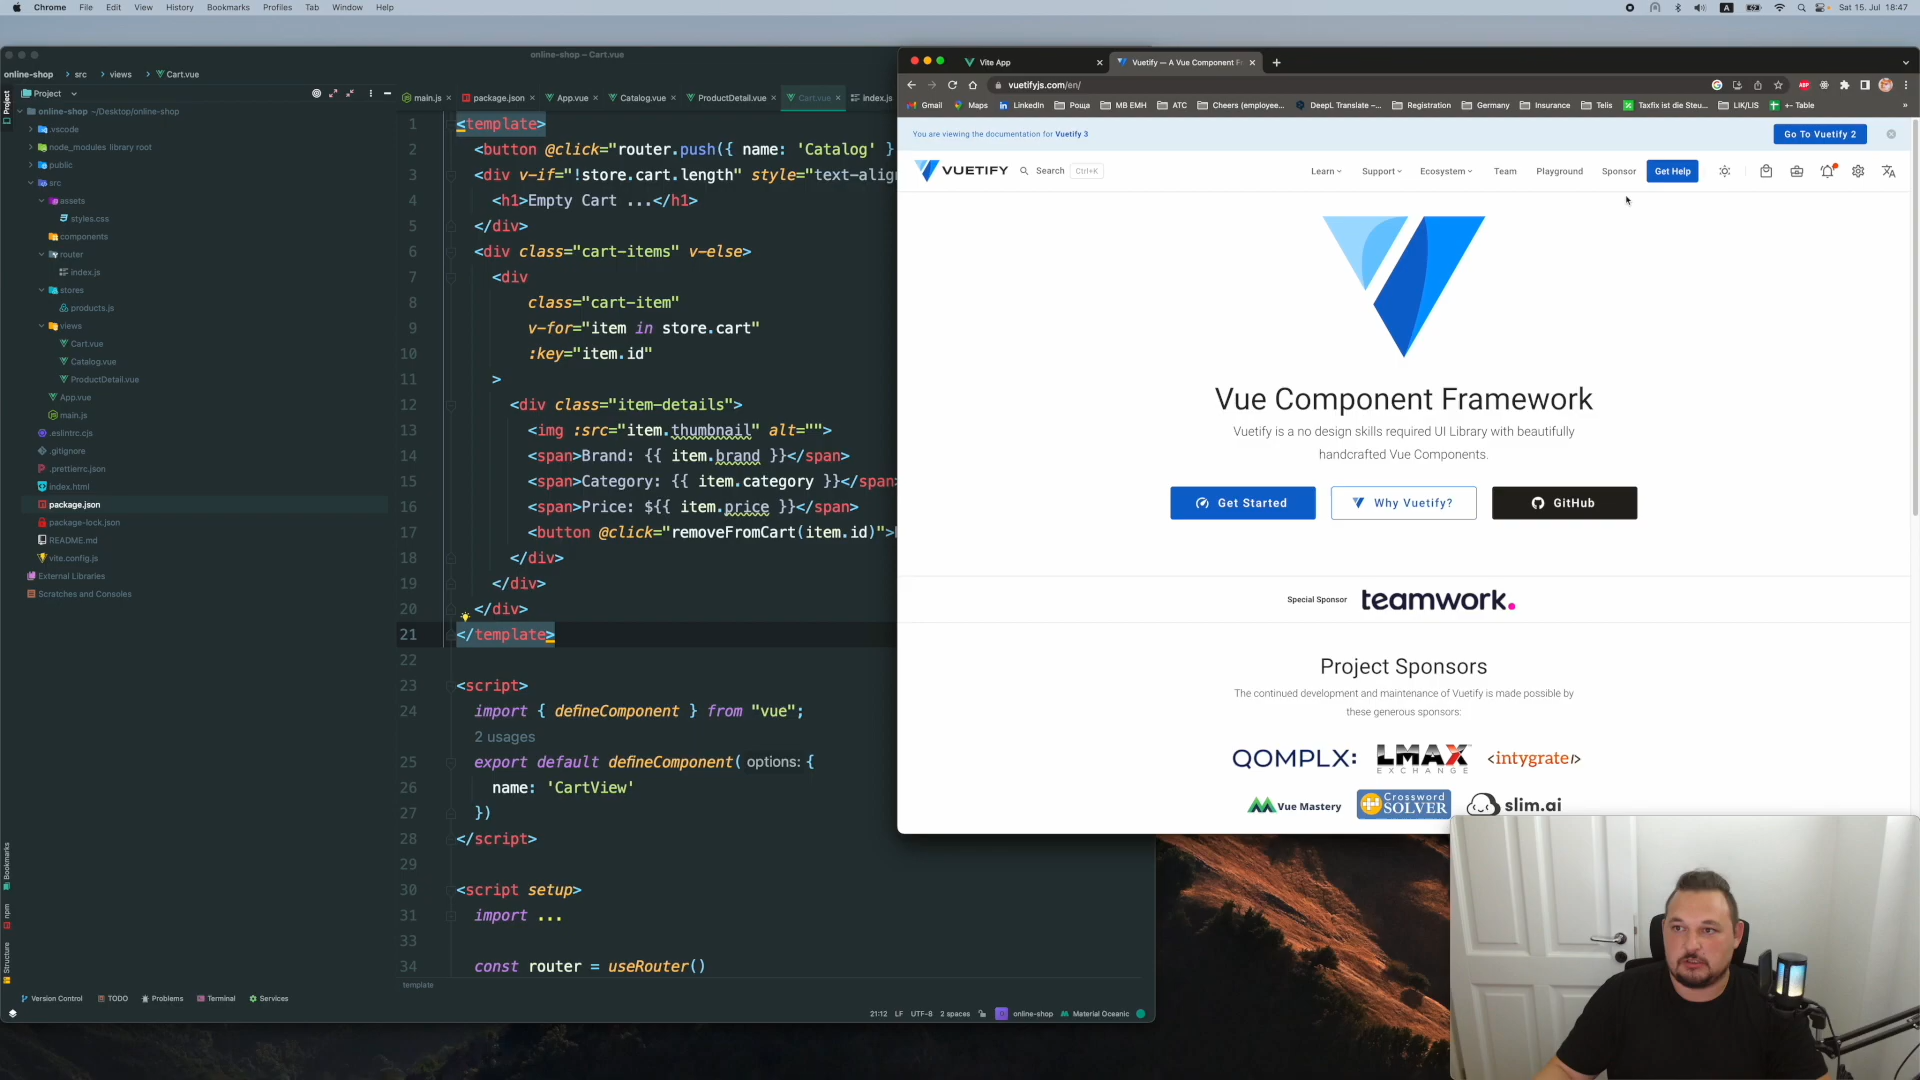 Chrome File Edit View History Bookmarks Profiles Tab Window Help
A
Sat 15. Jul 18:47
online-shop – Cart.vue
online-shop src views Cart.vue
Project
Project
main.js package.json App.vue Catalog.vue ProductDetail.vue Cart.vue index.js
online-shop ~/Desktop/online-shop
.vscode
node_modules library root
public
src
assets
styles.css
components
router
index.js
stores
products.js
views
Cart.vue
Catalog.vue
ProductDetail.vue
App.vue
main.js
.eslintrc.cjs
.gitignore
.prettierrc.json
index.html
package.json
package-lock.json
README.md
vite.config.js
External Libraries
Scratches and Consoles
Bookmarks
npm
Structure
1 <template>
2 <button @click="router.push({ name: 'Catalog' }
3 <div v-if="!store.cart.length" style="text-alig
4 <h1>Empty Cart ...</h1>
5 </div>
6 <div class="cart-items" v-else>
7 <div
8 class="cart-item"
9 v-for="item in store.cart"
10 :key="item.id"
11 >
12 <div class="item-details">
13 <img :src="item.thumbnail" alt="">
14 <span>Brand: {{ item.brand }}</span>
15 <span>Category: {{ item.category }}</span
16 <span>Price: ${{ item.price }}</span>
17 <button @click="removeFromCart(item.id)">
18 </div>
19 </div>
20 </div>
21 </template>
22
23 <script>
24 import { defineComponent } from "vue";
2 usages
25 export default defineComponent( options: {
26 name: 'CartView'
27 })
28 </script>
29
30 <script setup>
31 import ...
33
34 const router = useRouter()
template
Version Control TODO Problems Terminal Services
21:12 LF UTF-8 2 spaces online-shop Material Oceanic
Vite App
Vuetify — A Vue Component F
vuetifyjs.com/en/
Gmail Maps LinkedIn Роща MB EMH ATC Cheers (employee... DeepL Translate –... Registration Germany Insurance Telis Taxfix ist die Steu... LIK/LIS +- Table
You are viewing the documentation for Vuetify 3
Go To Vuetify 2
VUETIFY
Search Ctrl+K
Learn Support Ecosystem Team Playground Sponsor Get Help
Vue Component Framework
Vuetify is a no design skills required UI Library with beautifully
handcrafted Vue Components.
Get Started
Why Vuetify?
GitHub
Special Sponsor teamwork.
Project Sponsors
The continued development and maintenance of Vuetify is made possible by
these generous sponsors:
QOMPLX: LMAX EXCHANGE <intygrate/>
Vue Mastery Crossword SOLVER slim.ai